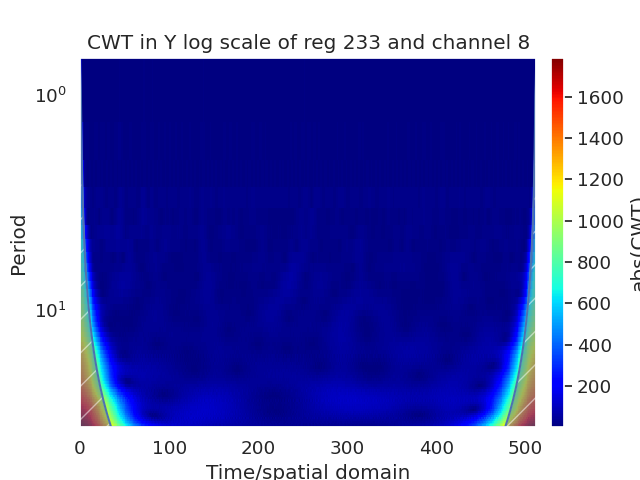 CWT in Y log scale of reg 233 and channel 8
10⁰
10¹
Period
0 100 200 300 400 500
Time/spatial domain
1600
1400
1200
1000
800
600
400
200
abs(CWT)